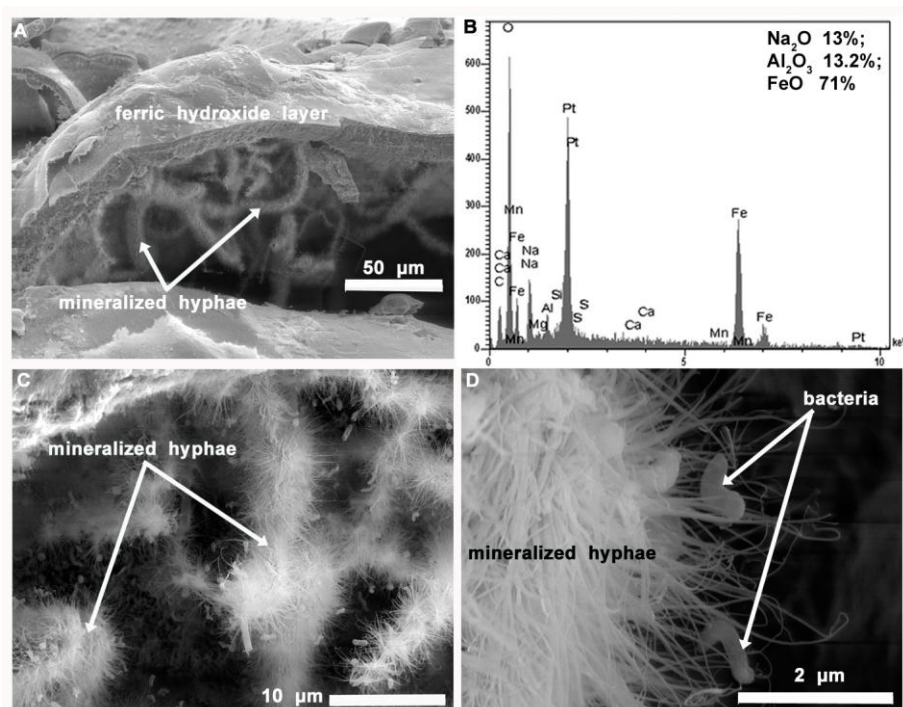 A
ferric hydroxide layer
50 µm
mineralized hyphae
B
O
Na2O 13%;
Al2O3 13.2%;
FeO 71%
600
500
400
300
200
100
0
Pt
Pt
Mn
Fe
Ca
Ca
C
Na
Na
Fe
Mn
Mg
Al
Si
S
S
Ca
Ca
Mn
Fe
Mn
Fe
Pt
0
5
10
C
mineralized hyphae
10 µm
D
bacteria
mineralized hyphae
2 µm